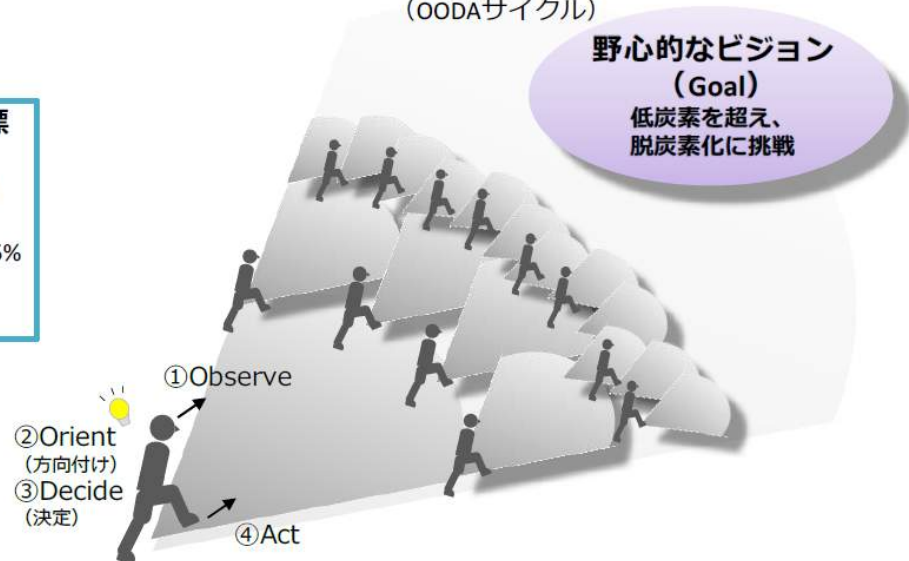 （OODAサイクル）
野心的なビジョン
（Goal）
低炭素を超え、
脱炭素化に挑戦
標
%
①Observe
②Orient
（方向付け）
③Decide
（決定）
④Act